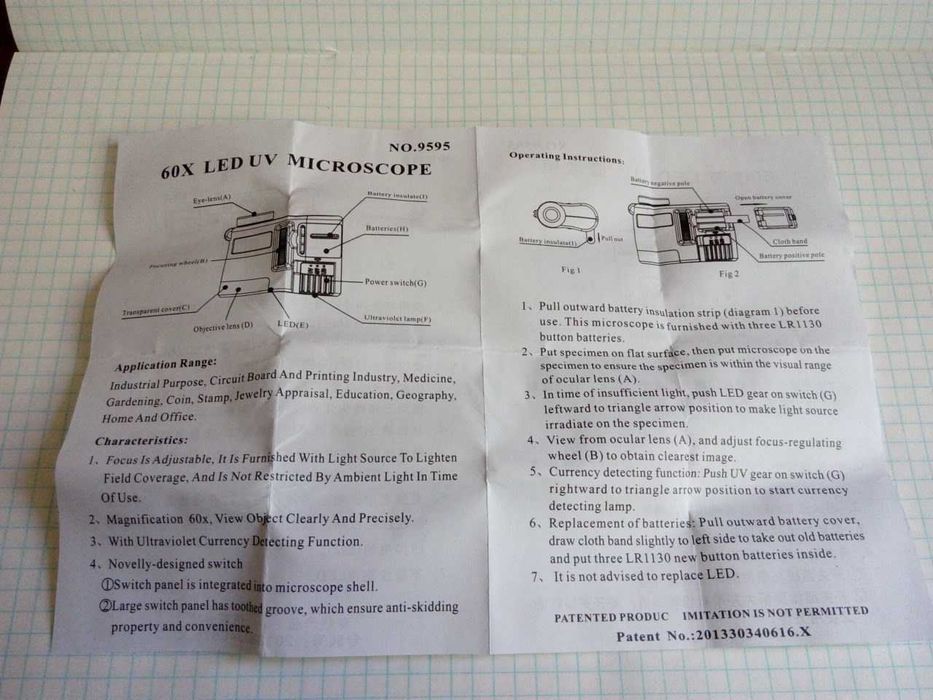 NO.9595
60X LED UV MICROSCOPE
Eye-lens(A)
Battery insulate(I)
Batteries(H)
Focusing wheel(B)
Power switch(G)
Transparent cover(C)
Objective lens (D)
LED(E)
Ultraviolet lamp(F)
Application Range:
Industrial Purpose, Circuit Board And Printing Industry, Medicine,
Gardening, Coin, Stamp, Jewelry Appraisal, Education, Geography,
Home And Office.
Characteristics:
1、Focus Is Adjustable, It Is Furnished With Light Source To Lighten
Field Coverage, And Is Not Restricted By Ambient Light In Time
Of Use.
2、Magnification 60x, View Object Clearly And Precisely.
3、With Ultraviolet Currency Detecting Function.
4、Novelly-designed switch
①Switch panel is integrated into microscope shell.
②Large switch panel has toothed groove, which ensure anti-skidding
property and convenience.
Operating Instructions:
Battery negative pole
Open battery cover
Battery insulate(1)
Pull out
Cloth band
Battery positive pole
Fig 1
Fig 2
1、Pull outward battery insulation strip (diagram 1) before
use. This microscope is furnished with three LR1130
button batteries.
2、Put specimen on flat surface, then put microscope on the
specimen to ensure the specimen is within the visual range
of ocular lens (A).
3、In time of insufficient light, push LED gear on switch (G)
leftward to triangle arrow position to make light source
irradiate on the specimen.
4、View from ocular lens (A), and adjust focus-regulating
wheel (B) to obtain clearest image.
5、Currency detecting function: Push UV gear on switch (G)
rightward to triangle arrow position to start currency
detecting lamp.
6、Replacement of batteries: Pull outward battery cover,
draw cloth band slightly to left side to take out old batteries
and put three LR1130 new button batteries inside.
7、It is not advised to replace LED.
PATENTED PRODUC IMITATION IS NOT PERMITTED
Patent No.:201330340616.X